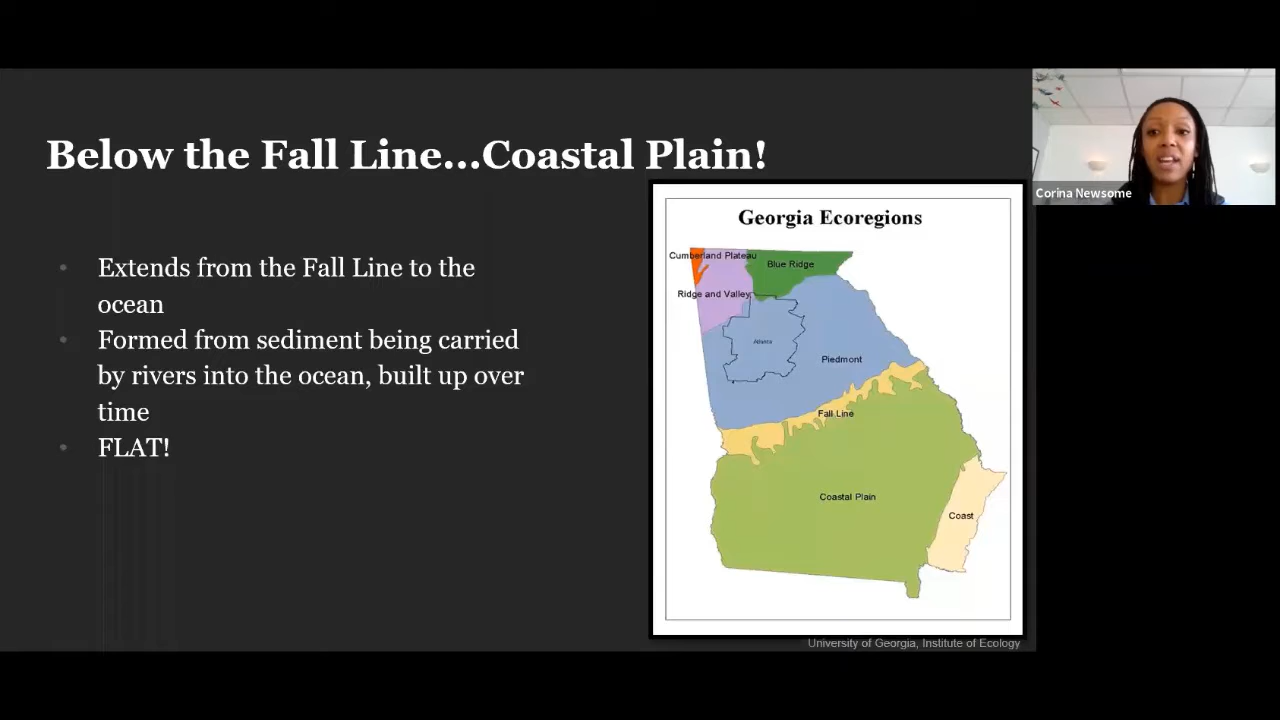 Below the Fall Line...Coastal Plain!
Extends from the Fall Line to the
ocean
Formed from sediment being carried
by rivers into the ocean, built up over
time
FLAT!
Georgia Ecoregions
Cumberland Plateau
Blue Ridge
Ridge and Valley
Atlanta
Piedmont
Fall Line
Coastal Plain
Coast
University of Georgia, Institute of Ecology
Corina Newsome